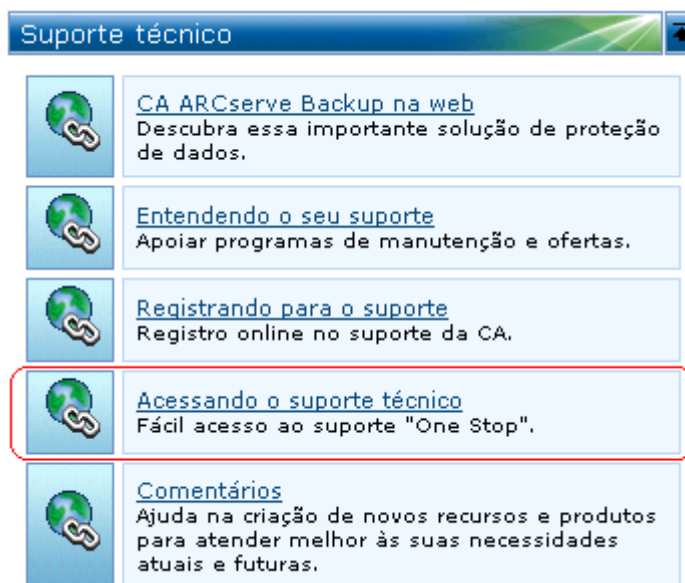 Suporte técnico
CA ARCserve Backup na web
Descubra essa importante solução de proteção
de dados.
Entendendo o seu suporte
Apoiar programas de manutenção e ofertas.
Registrando para o suporte
Registro online no suporte da CA.
Acessando o suporte técnico
Fácil acesso ao suporte "One Stop".
Comentários
Ajuda na criação de novos recursos e produtos
para atender melhor às suas necessidades
atuais e futuras.